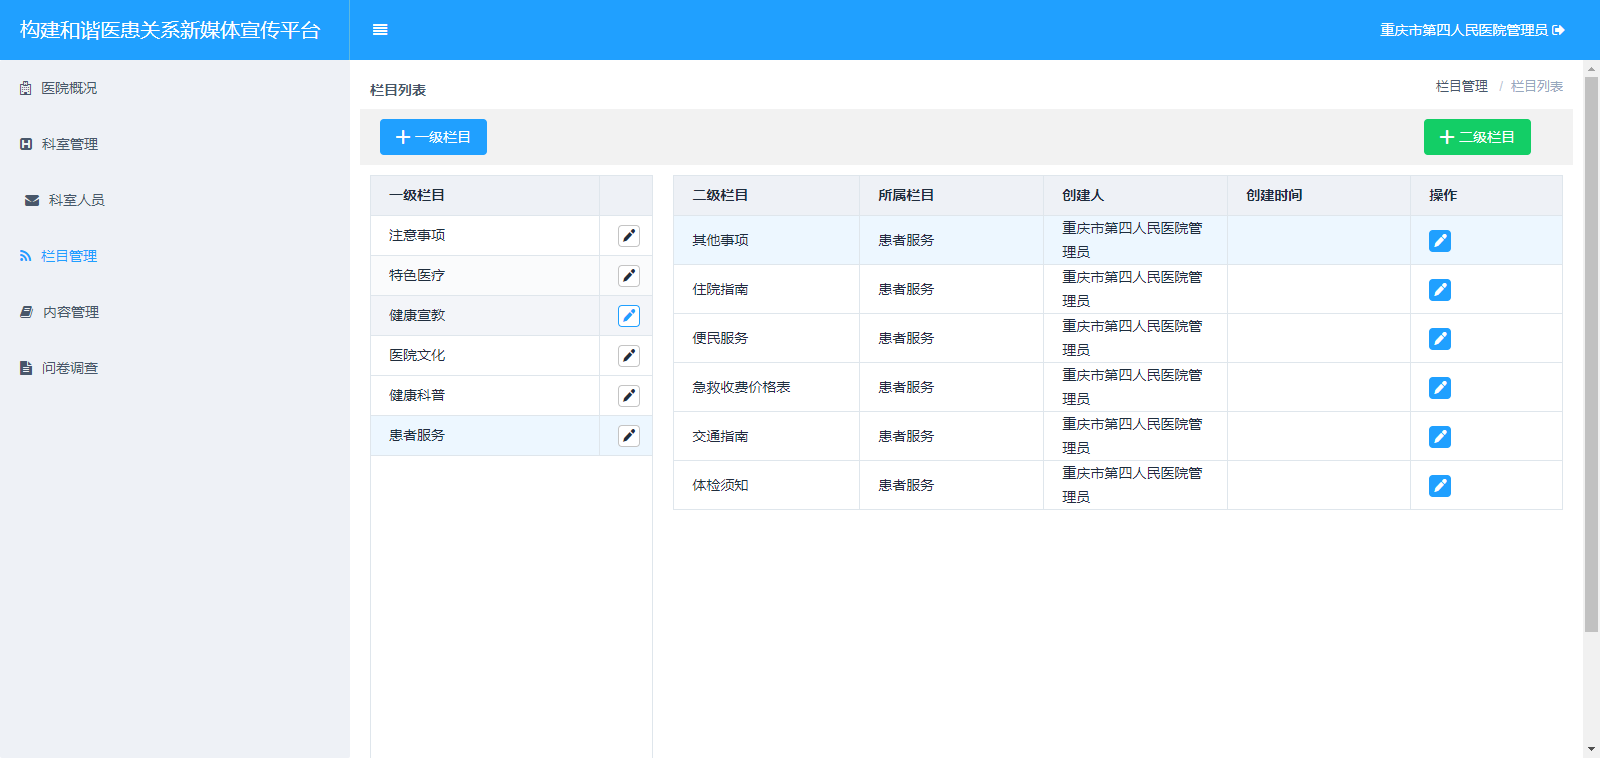 构建和谐医患关系新媒体宣传平台
重庆市第四人民医院管理员
医院概况
科室管理
科室人员
栏目管理
内容管理
问卷调查
栏目列表
栏目管理 / 栏目列表
一级栏目
二级栏目
一级栏目
注意事项
特色医疗
健康宣教
医院文化
健康科普
患者服务
二级栏目 所属栏目 创建人 创建时间 操作
其他事项 患者服务 重庆市第四人民医院管
理员
住院指南 患者服务 重庆市第四人民医院管
理员
便民服务 患者服务 重庆市第四人民医院管
理员
急救收费价格表 患者服务 重庆市第四人民医院管
理员
交通指南 患者服务 重庆市第四人民医院管
理员
体检须知 患者服务 重庆市第四人民医院管
理员